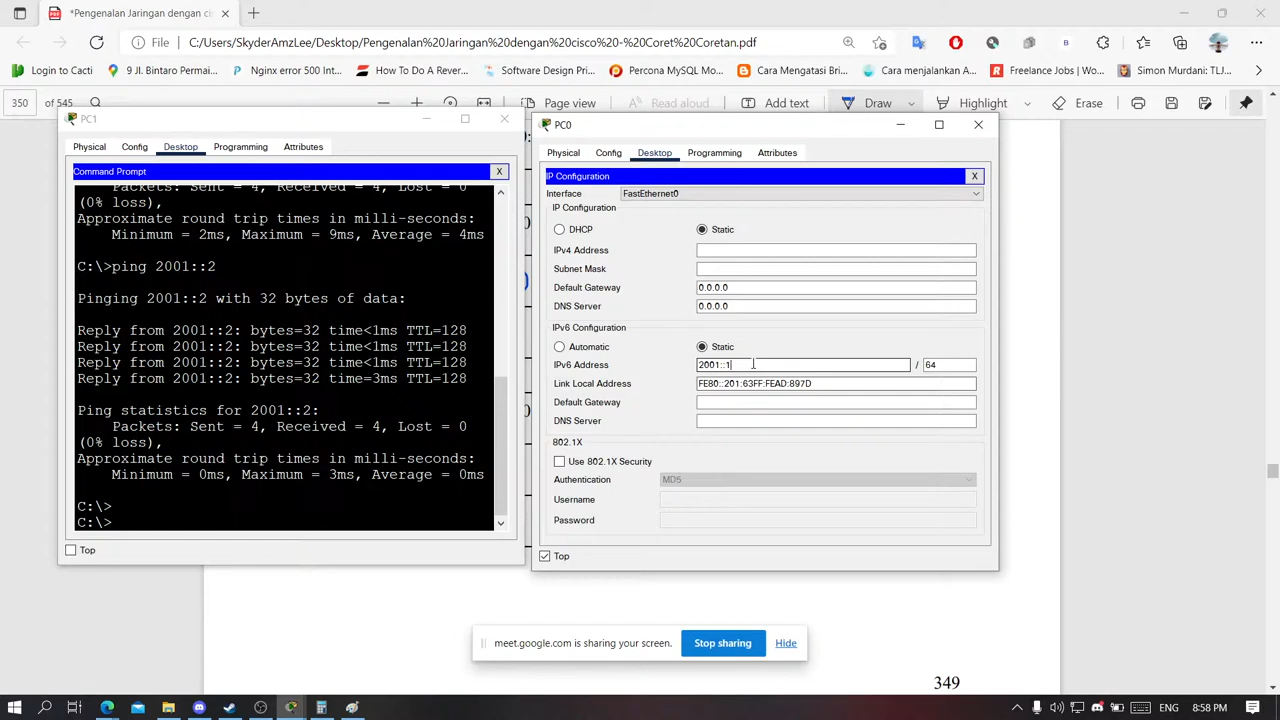 *Pengenalan Jaringan dengan cis
File C:/Users/SkyderAmzLee/Desktop/Pengenalan%20Jaringan%20dengan%20cisco%20-%20Coret%20Coretan.pdf
Login to Cacti 9 Jl. Bintaro Permai... Nginx error 500 Int... How To Do A Rever... Software Design Pri... Percona MySQL Mo... Cara Mengatasi Bri... Cara menjalankan A... Freelance Jobs | Wo... Simon Murdani: TLJ...
350 of 545 Page view Read aloud Add text Draw Highlight Erase
PC1
Physical Config Desktop Programming Attributes
Command Prompt X
Packets: Sent = 4, Received = 4, Lost = 0
(0% loss),
Approximate round trip times in milli-seconds:
Minimum = 2ms, Maximum = 9ms, Average = 4ms
C:\>ping 2001::2
Pinging 2001::2 with 32 bytes of data:
Reply from 2001::2: bytes=32 time<1ms TTL=128
Reply from 2001::2: bytes=32 time<1ms TTL=128
Reply from 2001::2: bytes=32 time<1ms TTL=128
Reply from 2001::2: bytes=32 time=3ms TTL=128
Ping statistics for 2001::2:
Packets: Sent = 4, Received = 4, Lost = 0
(0% loss),
Approximate round trip times in milli-seconds:
Minimum = 0ms, Maximum = 3ms, Average = 0ms
C:\>
C:\>
Top
PC0
Physical Config Desktop Programming Attributes
IP Configuration X
Interface FastEthernet0
IP Configuration
DHCP Static
IPv4 Address
Subnet Mask
Default Gateway 0.0.0.0
DNS Server 0.0.0.0
IPv6 Configuration
Automatic Static
IPv6 Address 2001::1 / 64
Link Local Address FE80::201:63FF:FEAD:897D
Default Gateway
DNS Server
802.1X
Use 802.1X Security
Authentication MD5
Username
Password
Top
meet.google.com is sharing your screen. Stop sharing Hide
349
8:58 PM